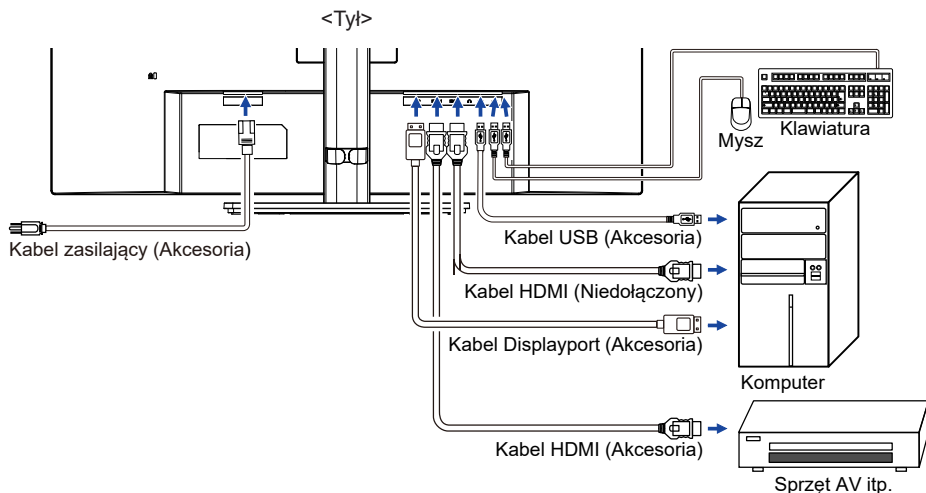 <Tył>
Klawiatura
Mysz
Kabel USB (Akcesoria)
Kabel zasilający (Akcesoria)
Kabel HDMI (Niedołączony)
Kabel Displayport (Akcesoria)
Komputer
Kabel HDMI (Akcesoria)
Sprzęt AV itp.